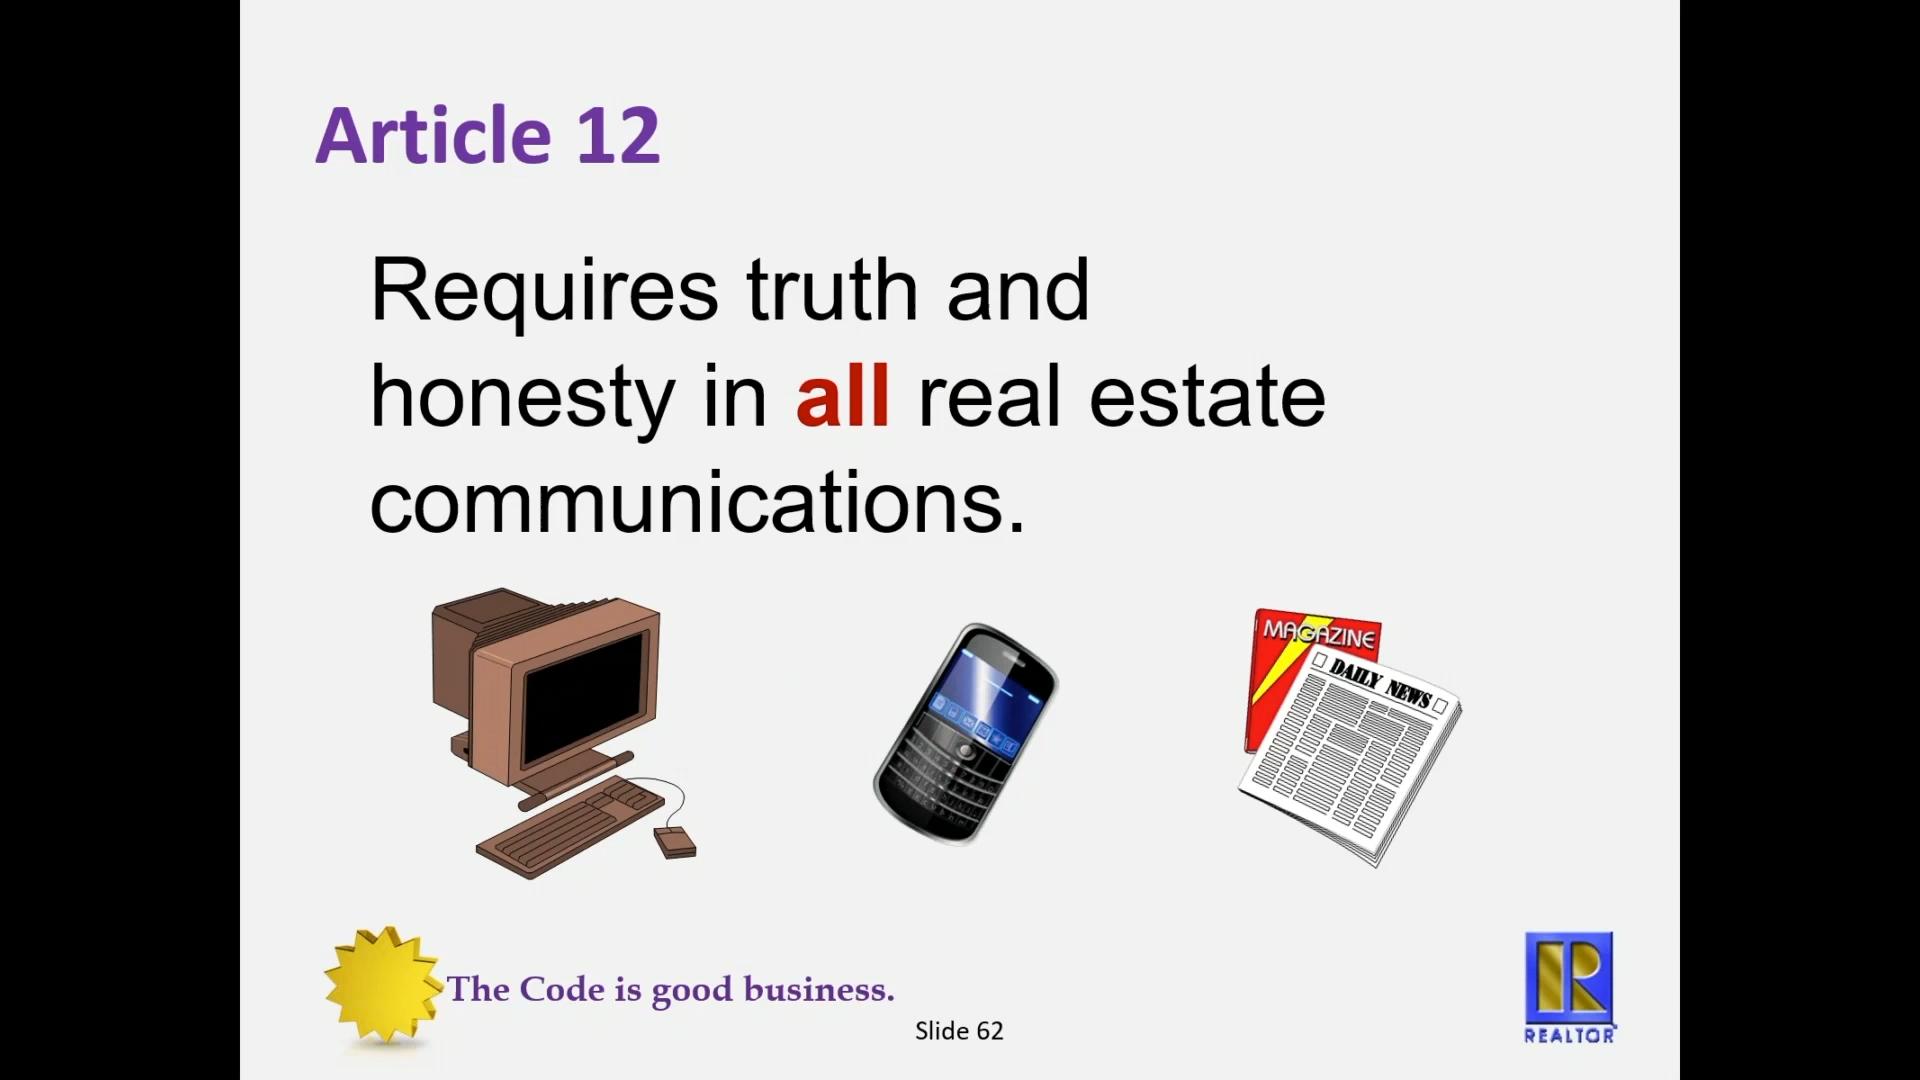 Article 12
Requires truth and
honesty in all real estate
communications.
MAGAZINE
DAILY NEWS
The Code is good business.
Slide 62
R
REALTOR